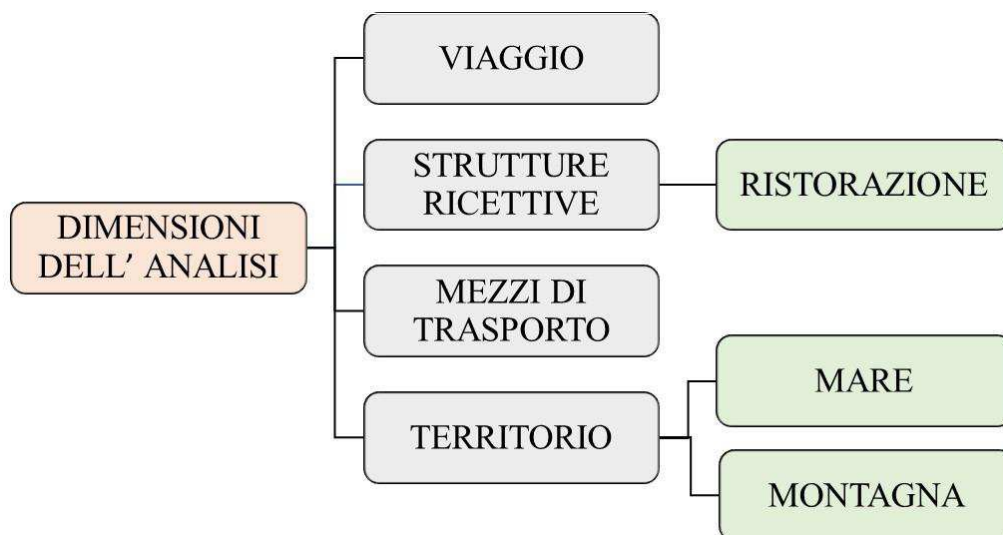 DIMENSIONI
DELL’ ANALISI
VIAGGIO
STRUTTURE
RICETTIVE
RISTORAZIONE
MEZZI DI
TRASPORTO
TERRITORIO
MARE
MONTAGNA